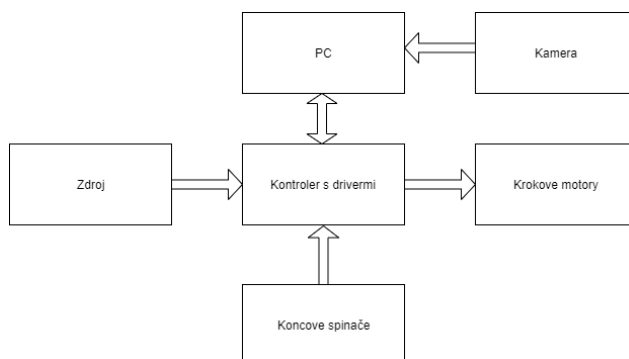 PC
Kamera
Zdroj
Kontroler s drivermi
Krokove motory
Koncove spinače